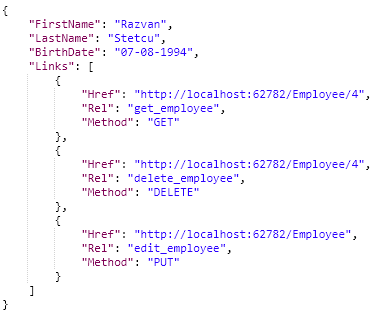 {
    "FirstName": "Razvan",
    "LastName": "Stetcu",
    "BirthDate": "07-08-1994",
    "Links": [
        {
            "Href": "http://localhost:62782/Employee/4",
            "Rel": "get_employee",
            "Method": "GET"
        },
        {
            "Href": "http://localhost:62782/Employee/4",
            "Rel": "delete_employee",
            "Method": "DELETE"
        },
        {
            "Href": "http://localhost:62782/Employee",
            "Rel": "edit_employee",
            "Method": "PUT"
        }
    ]
}